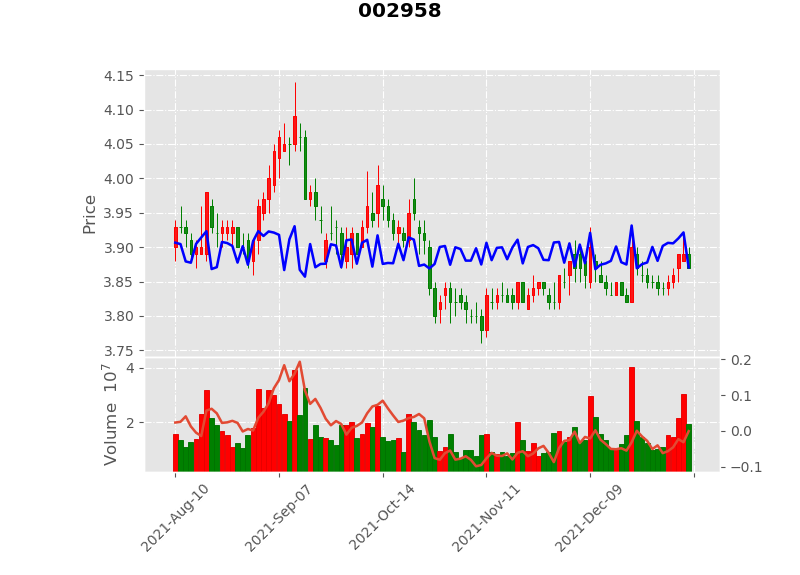 002958
4.15
4.10
4.05
4.00
3.95
3.90
3.85
3.80
3.75
Price
4
2
Volume 10^7
0.2
0.1
0.0
−0.1
2021-Aug-10
2021-Sep-07
2021-Oct-14
2021-Nov-11
2021-Dec-09